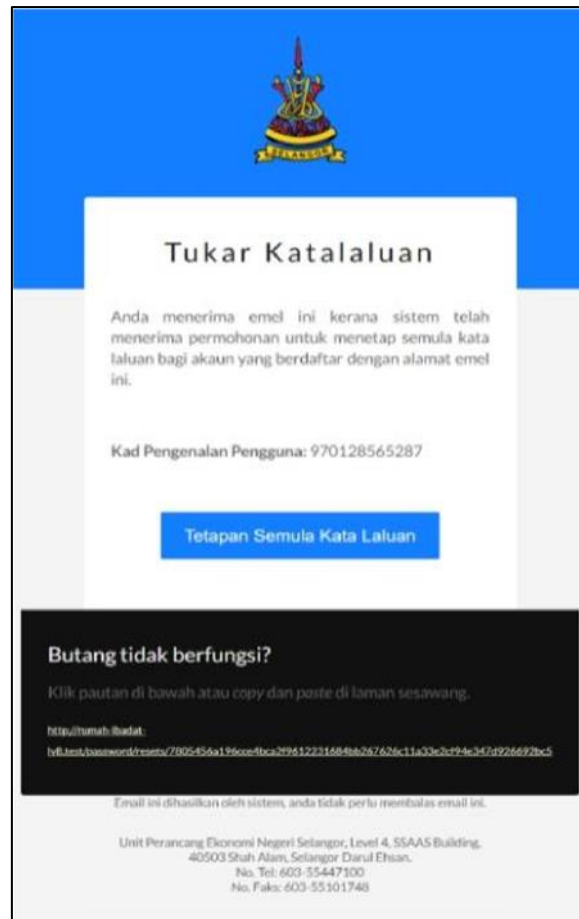 SELANGOR
Tukar Katalaluan
Anda menerima emel ini kerana sistem telah
menerima permohonan untuk menetap semula kata
laluan bagi akaun yang berdaftar dengan alamat emel
ini.
Kad Pengenalan Pengguna: 970128565287
Tetapan Semula Kata Laluan
Butang tidak berfungsi?
Klik pautan di bawah atau copy dan paste di laman sesawang.
http://rumah-ibadat-
Email ini dihasilkan oleh sistem, anda tidak perlu membalas email ini.
Unit Perancang Ekonomi Negeri Selangor, Level 4, SSAAS Building,
40503 Shah Alam, Selangor Darul Ehsan.
No. Tel: 603-55447100
No. Faks: 603-55101748